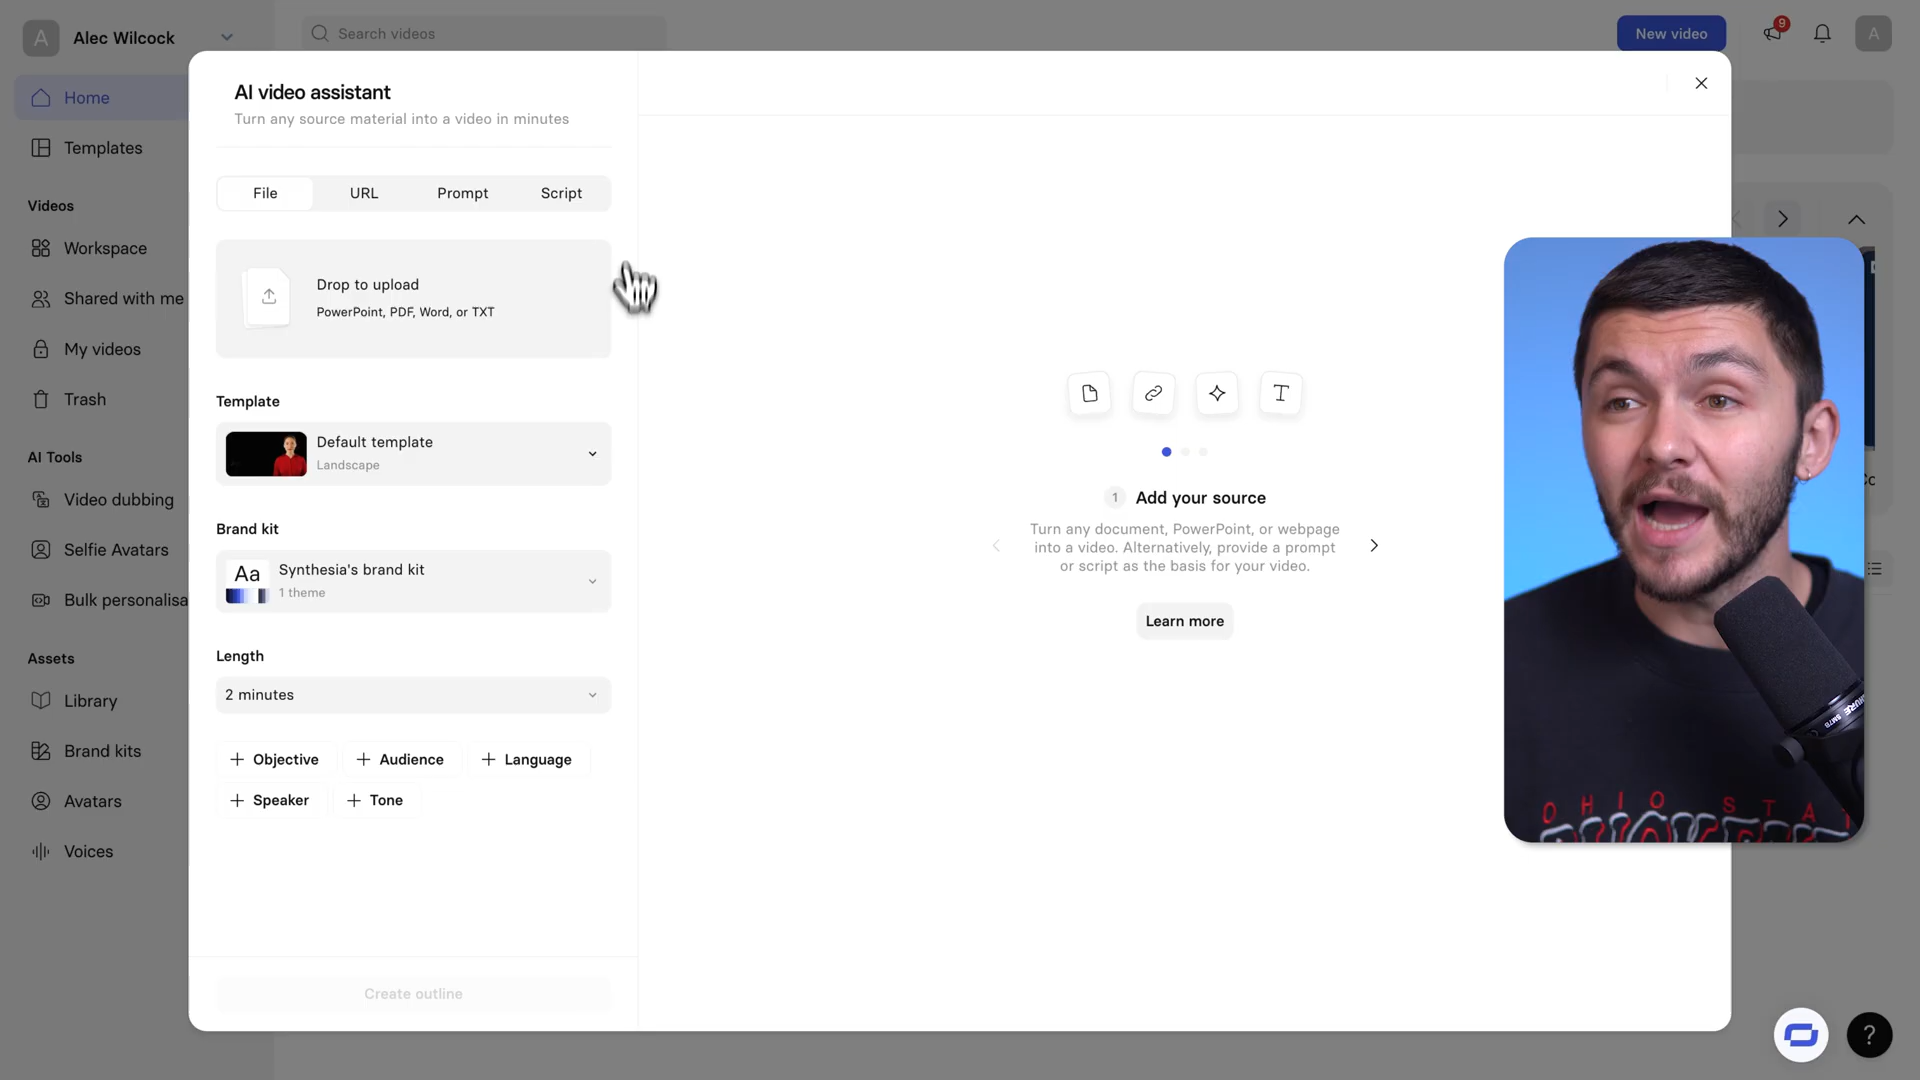 A
Alec Wilcock
Search videos
New video
9
A
Home
Templates
Videos
Workspace
Shared with me
My videos
Trash
AI Tools
Video dubbing
Selfie Avatars
Bulk personalisa
Assets
Library
Brand kits
Avatars
Voices
AI video assistant
Turn any source material into a video in minutes
File
URL
Prompt
Script
Drop to upload
PowerPoint, PDF, Word, or TXT
Template
Default template
Landscape
Brand kit
Aa
Synthesia's brand kit
1 theme
Length
2 minutes
Objective
Audience
Language
Speaker
Tone
Create outline
T
1 Add your source
Turn any document, PowerPoint, or webpage
into a video. Alternatively, provide a prompt
or script as the basis for your video.
Learn more
SHURE SM7B
OHIO STA
?